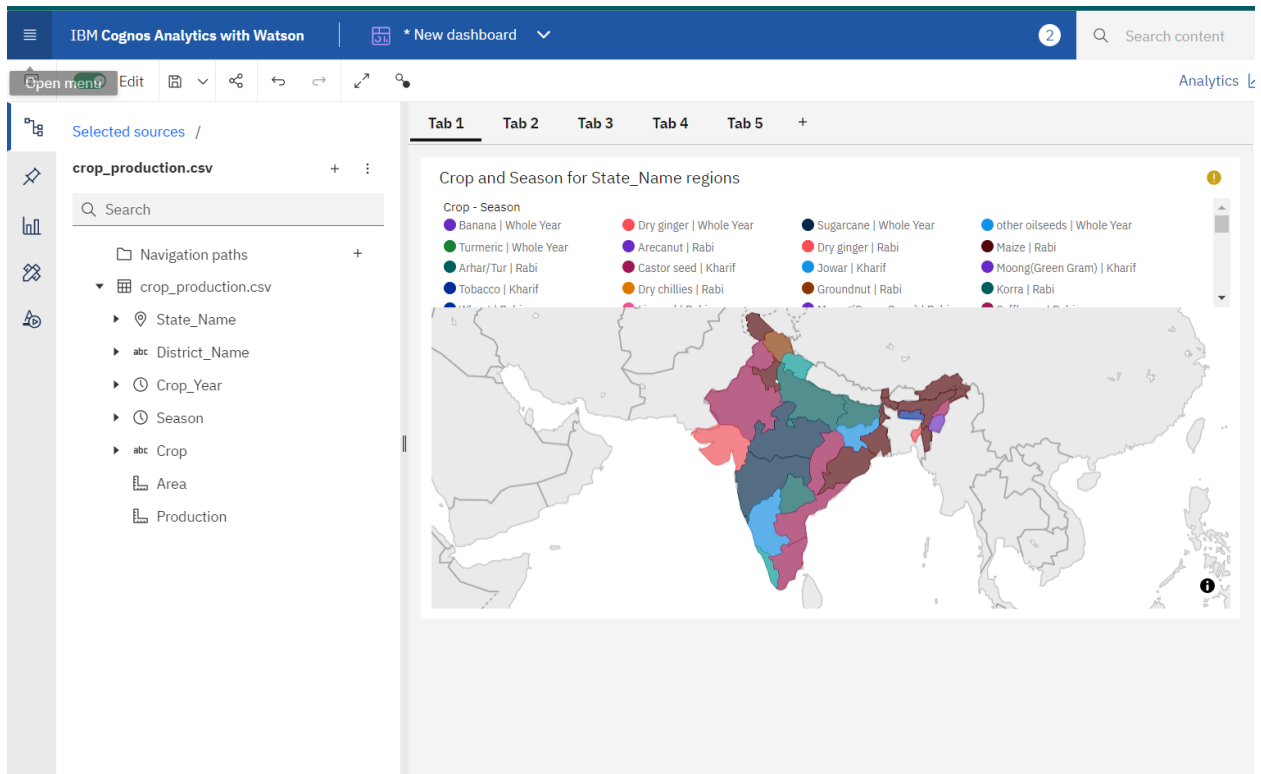 IBM Cognos Analytics with Watson
* New dashboard
2
Search content
Open menu
Edit
Analytics
Selected sources /
crop_production.csv
Search
Navigation paths
crop_production.csv
State_Name
abc District_Name
Crop_Year
Season
abc Crop
Area
Production
Tab 1 Tab 2 Tab 3 Tab 4 Tab 5 +
Crop and Season for State_Name regions
Crop - Season
Banana | Whole Year Dry ginger | Whole Year Sugarcane | Whole Year other oilseeds | Whole Year
Turmeric | Whole Year Arecanut | Rabi Dry ginger | Rabi Maize | Rabi
Arhar/Tur | Rabi Castor seed | Kharif Jowar | Kharif Moong(Green Gram) | Kharif
Tobacco | Kharif Dry chillies | Rabi Groundnut | Rabi Korra | Rabi